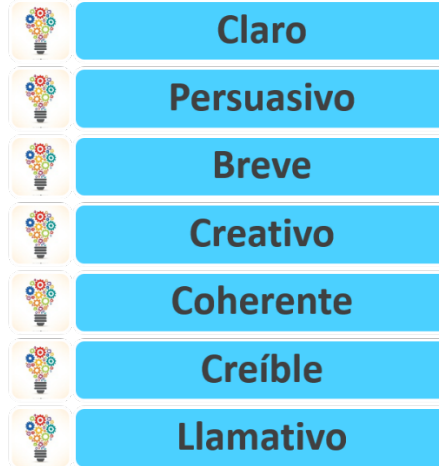 Claro
Persuasivo
Breve
Creativo
Coherente
Creíble
Llamativo